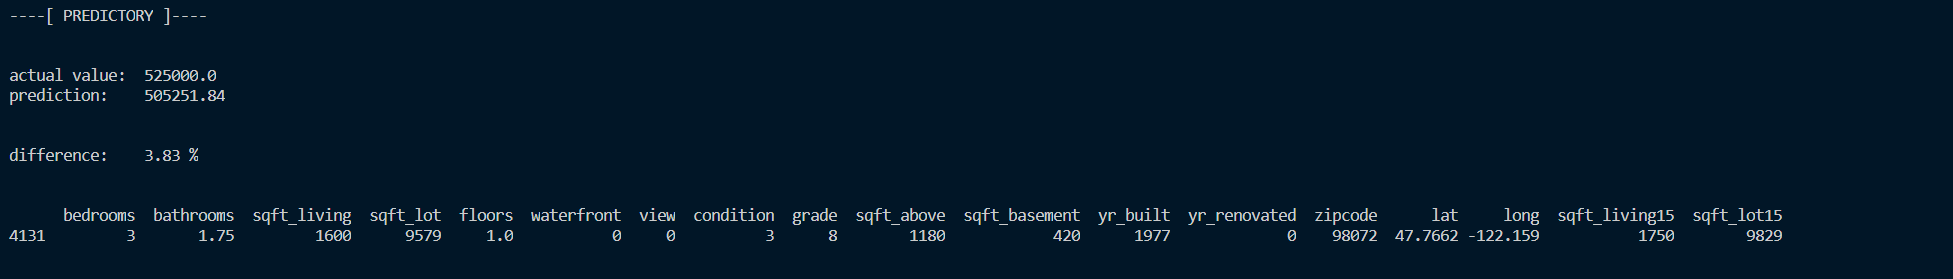 ----[ PREDICTORY ]----
actual value:  525000.0
prediction:    505251.84
difference:    3.83 %
      bedrooms  bathrooms  sqft_living  sqft_lot  floors  waterfront  view  condition  grade  sqft_above  sqft_basement  yr_built  yr_renovated  zipcode      lat     long  sqft_living15  sqft_lot15
4131         3       1.75         1600      9579     1.0           0     0          3      8        1180            420      1977             0    98072  47.7662 -122.159           1750        9829